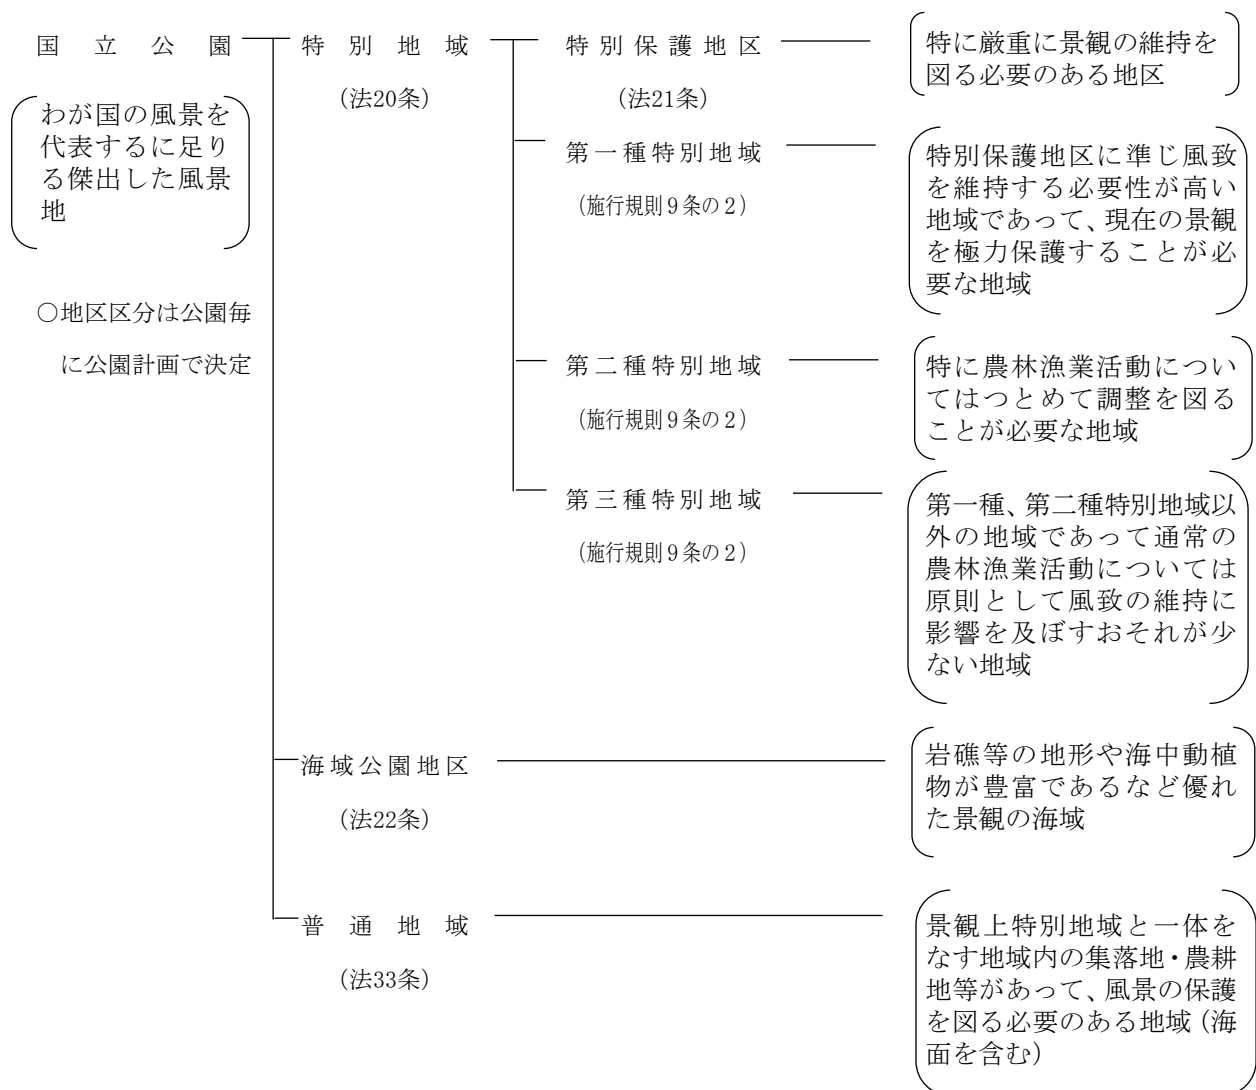 国立公園
わが国の風景を
代表するに足り
る傑出した風景
地
○地区区分は公園毎
に公園計画で決定
特別地域
(法20条)
特別保護地区
(法21条)
特に厳重に景観の維持を
図る必要のある地区
第一種特別地域
(施行規則9条の2)
特別保護地区に準じ風致
を維持する必要性が高い
地域であって、現在の景観
を極力保護することが必
要な地域
第二種特別地域
(施行規則9条の2)
特に農林漁業活動につい
てはつとめて調整を図る
ことが必要な地域
第三種特別地域
(施行規則9条の2)
第一種、第二種特別地域以
外の地域であって通常の
農林漁業活動については
原則として風致の維持に
影響を及ぼすおそれが少
ない地域
海域公園地区
(法22条)
岩礁等の地形や海中動植
物が豊富であるなど優れ
た景観の海域
普通地域
(法33条)
景観上特別地域と一体を
なす地域内の集落地・農耕
地等があって、風景の保護
を図る必要のある地域(海
面を含む)